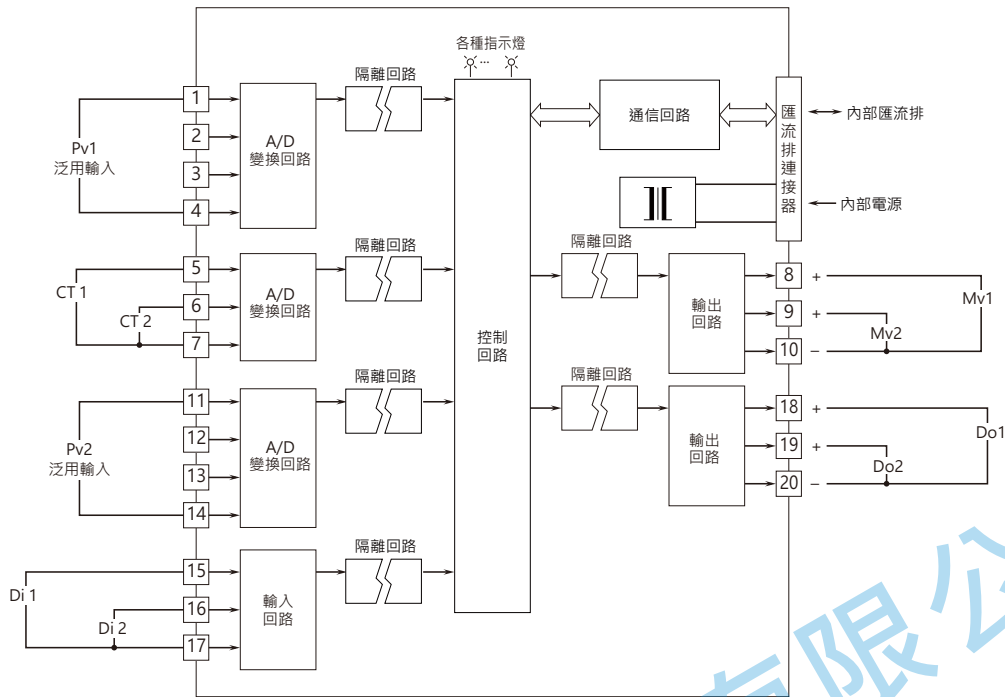 各種指示燈
...
隔離回路
1
2
3
4
Pv1
泛用輸入
A/D
變換回路
通信回路
匯流排連接器
內部匯流排
內部電源
隔離回路
5
6
7
CT 1
CT 2
A/D
變換回路
控制
回路
隔離回路
輸出
回路
8
+
9
+
10
−
Mv1
Mv2
隔離回路
11
12
13
14
Pv2
泛用輸入
A/D
變換回路
隔離回路
輸出
回路
18
+
19
+
20
−
Do1
Do2
隔離回路
15
16
17
Di 1
Di 2
輸入
回路
有限公